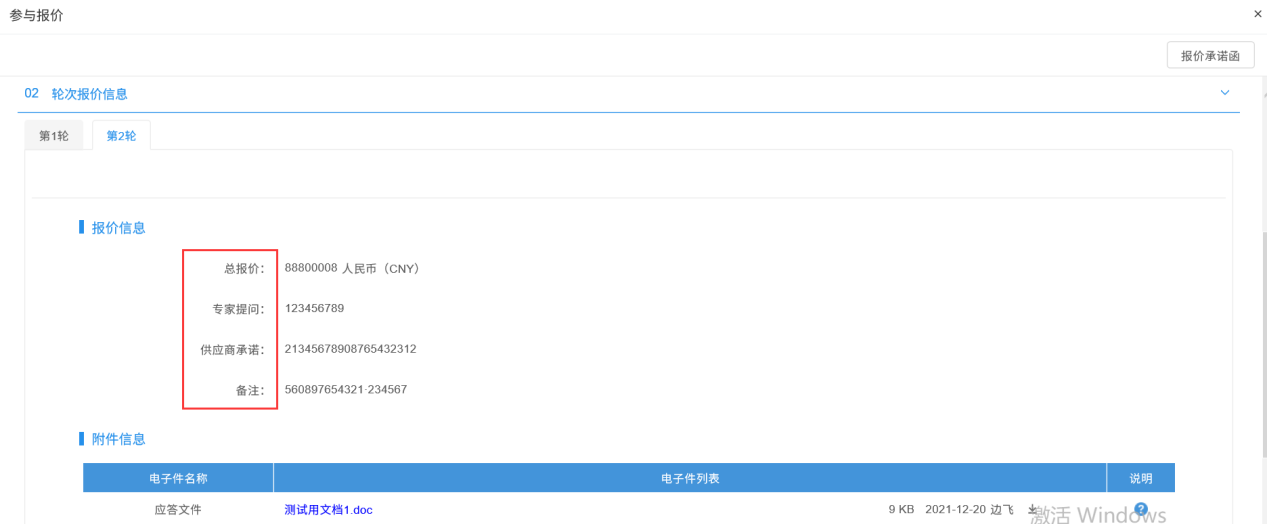 参与报价
×
报价承诺函
02 轮次报价信息
第1轮 第2轮
报价信息
总报价: 88800008 人民币(CNY)
专家提问: 123456789
供应商承诺: 21345678908765432312
备注: 560897654321-234567
附件信息
电子件名称 电子件列表 说明
应答文件 测试用文档1.doc 9 KB 2021-12-20 边飞
激活 Windows